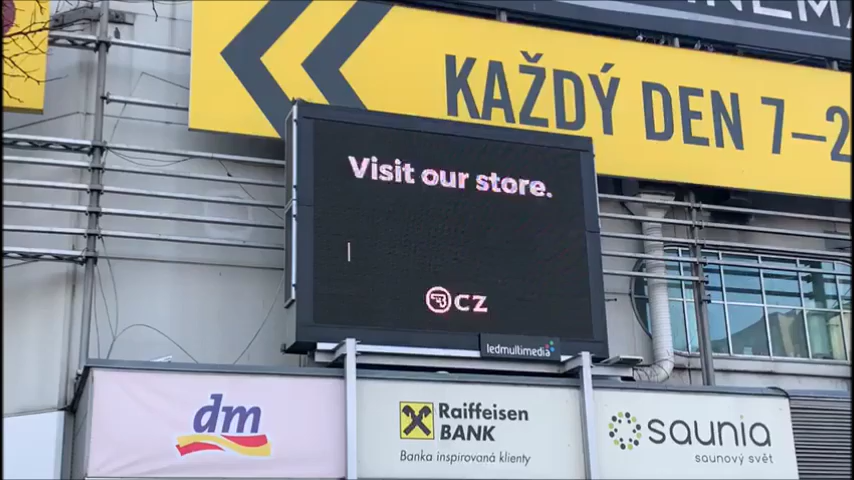 KAŽDÝ DEN 7–2
Visit our store.
CZ
ledmultimedia
dm
Raiffeisen
BANK
Banka inspirovaná klienty
saunia
saunový svět